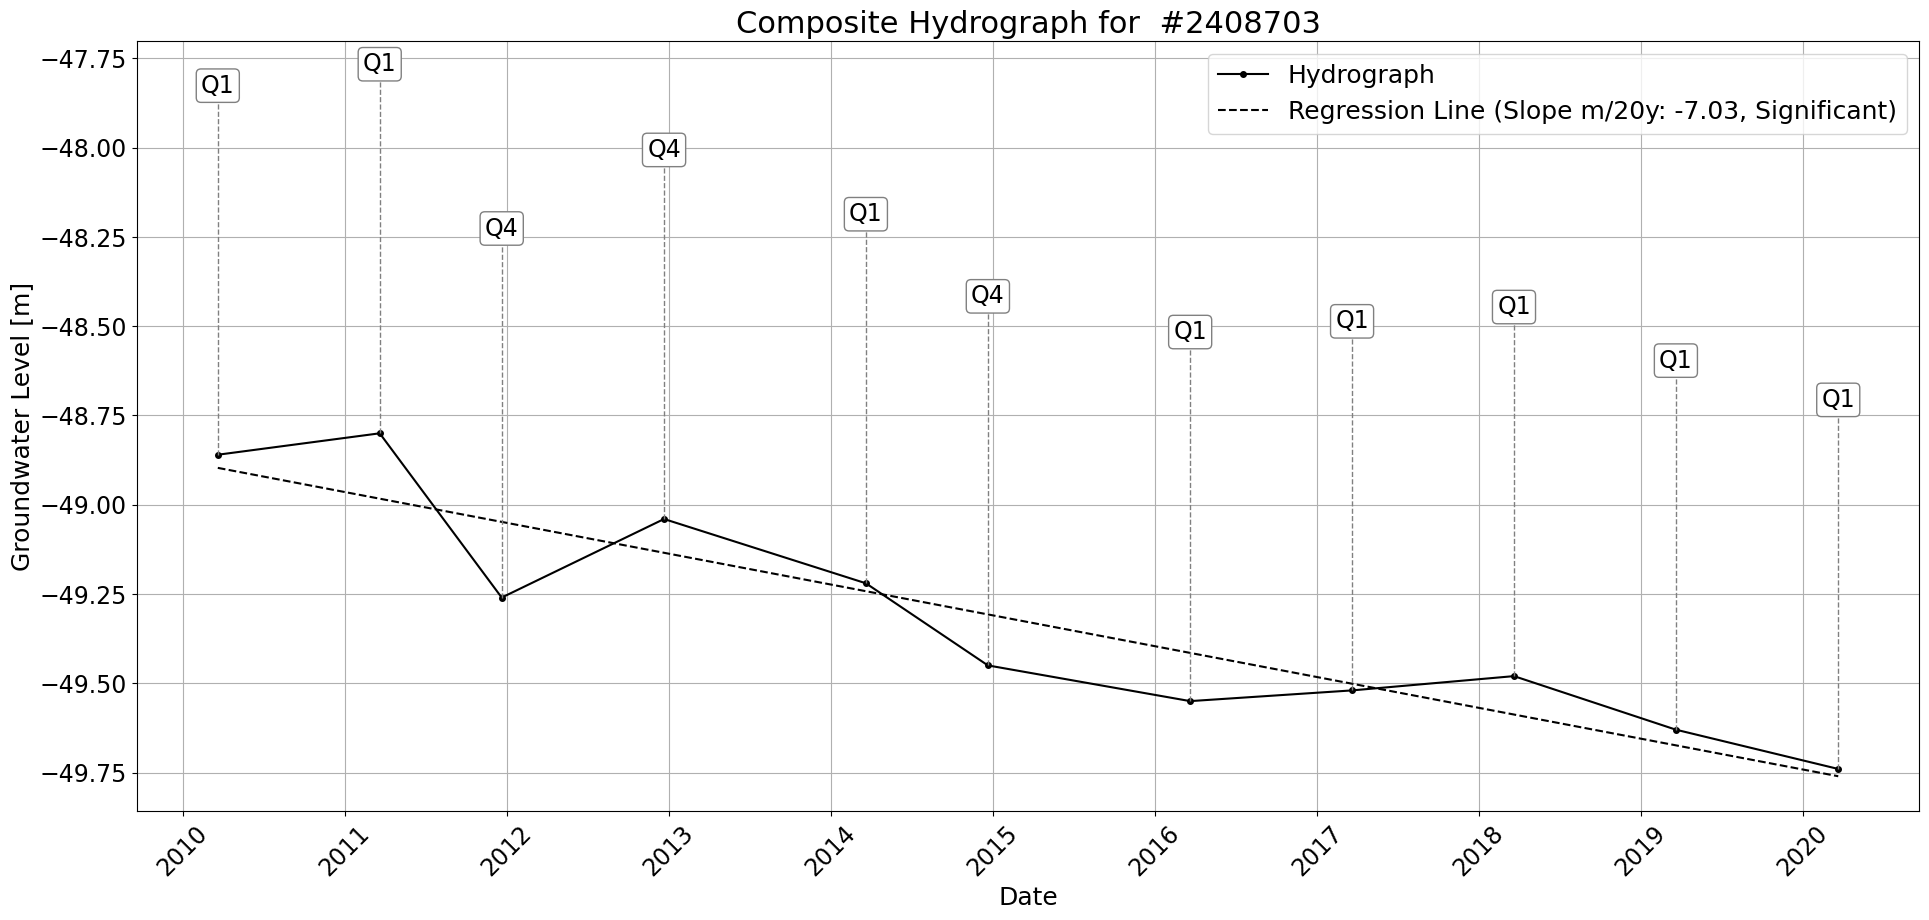 Composite Hydrograph for  #2408703
Hydrograph
Regression Line (Slope m/20y: -7.03, Significant)
Q1
Q1
Q4
Q4
Q1
Q4
Q1
Q1
Q1
Q1
Q1
Groundwater Level [m]
−47.75
−48.00
−48.25
−48.50
−48.75
−49.00
−49.25
−49.50
−49.75
2010
2011
2012
2013
2014
2015
2016
2017
2018
2019
2020
Date